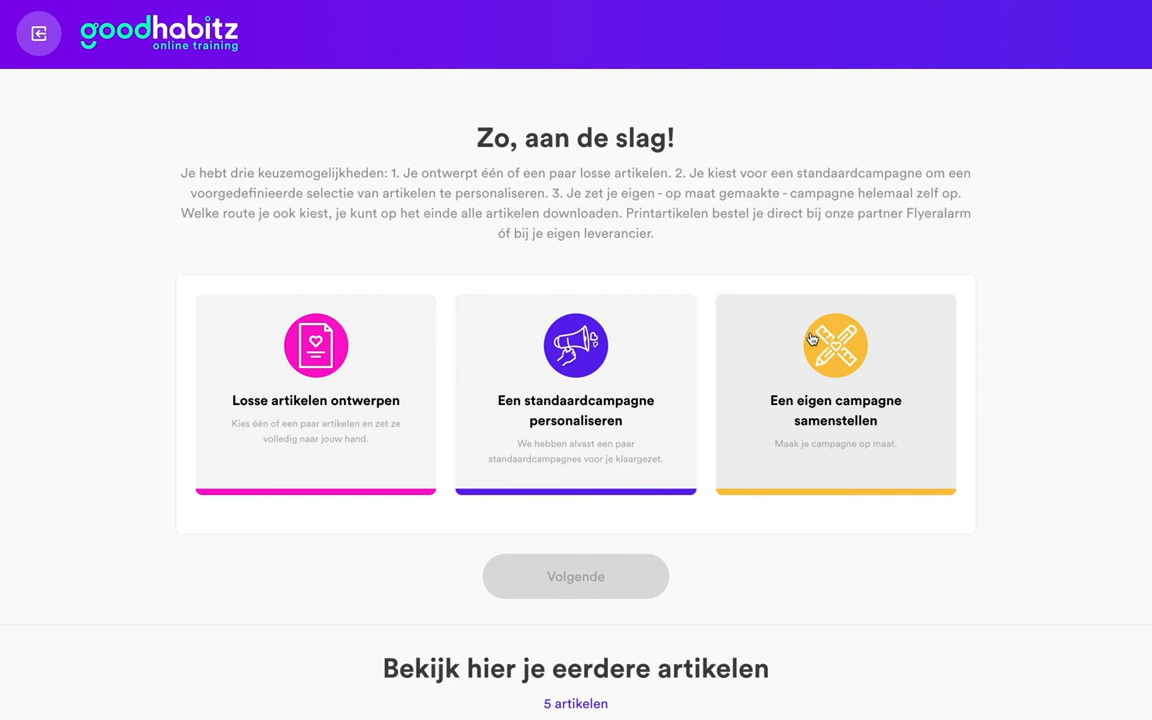 goodhabitz
online training
Zo, aan de slag!
Je hebt drie keuzemogelijkheden: 1. Je ontwerpt één of een paar losse artikelen. 2. Je kiest voor een standaardcampagne om een
voorgedefinieerde selectie van artikelen te personaliseren. 3. Je zet je eigen - op maat gemaakte - campagne helemaal zelf op.
Welke route je ook kiest, je kunt op het einde alle artikelen downloaden. Printartikelen bestel je direct bij onze partner Flyeralarm
óf bij je eigen leverancier.
Losse artikelen ontwerpen
Kies één of een paar artikelen en zet ze
volledig naar jouw hand.
Een standaardcampagne
personaliseren
We hebben alvast een paar
standaardcampagnes voor je klaargezet.
Een eigen campagne
samenstellen
Maak je campagne op maat.
Volgende
Bekijk hier je eerdere artikelen
5 artikelen